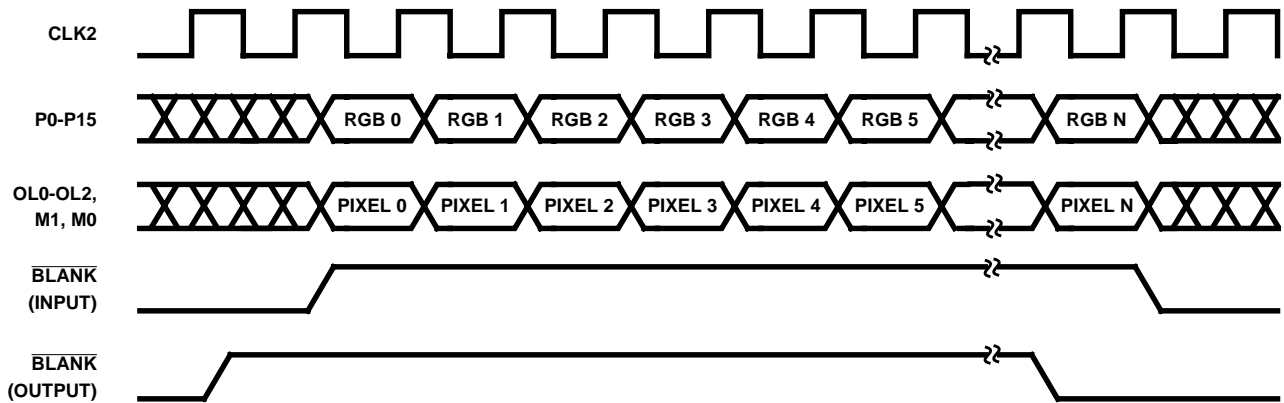 CLK2
P0-P15
RGB 0 RGB 1 RGB 2 RGB 3 RGB 4 RGB 5 RGB N
OL0-OL2,
M1, M0
PIXEL 0 PIXEL 1 PIXEL 2 PIXEL 3 PIXEL 4 PIXEL 5 PIXEL N
BLANK
(INPUT)
BLANK
(OUTPUT)